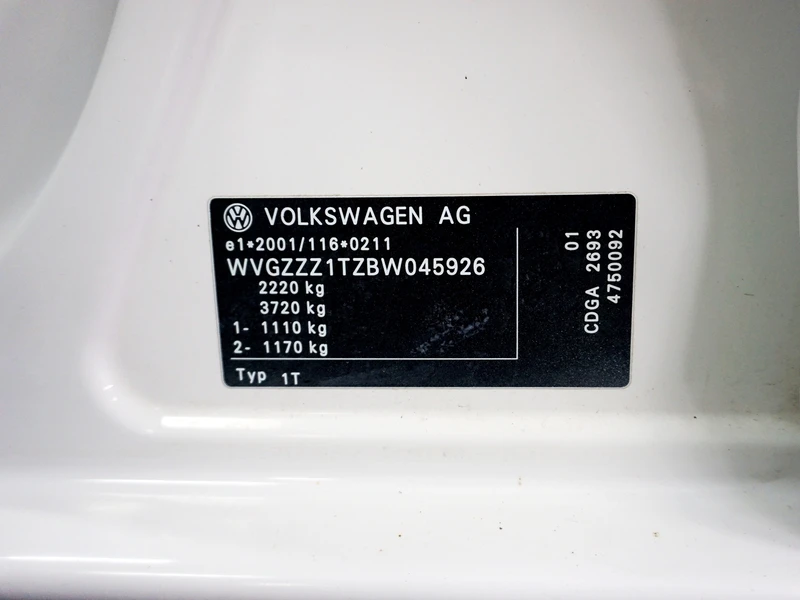 VOLKSWAGEN AG
e1*2001/116*0211
WVGZZZ1TZBW045926
2220 kg
3720 kg
1- 1110 kg
2- 1170 kg
Typ 1T
01
CDGA 2693
4750092